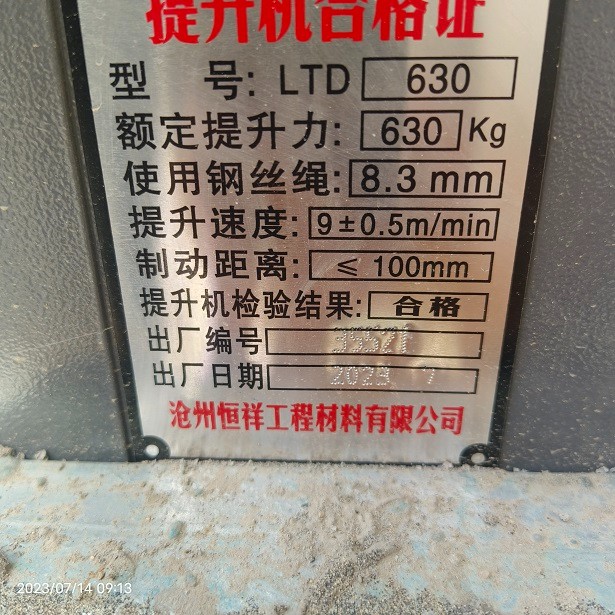 提升机合格证
型 号: LTD 630
额定提升力: 630 Kg
使用钢丝绳: 8.3 mm
提升速度: 9±0.5m/min
制动距离: ≤ 100mm
提升机检验结果: 合格
出厂编号 35521
出厂日期 2023 7
沧州恒祥工程材料有限公司
2023/07/14 09:13